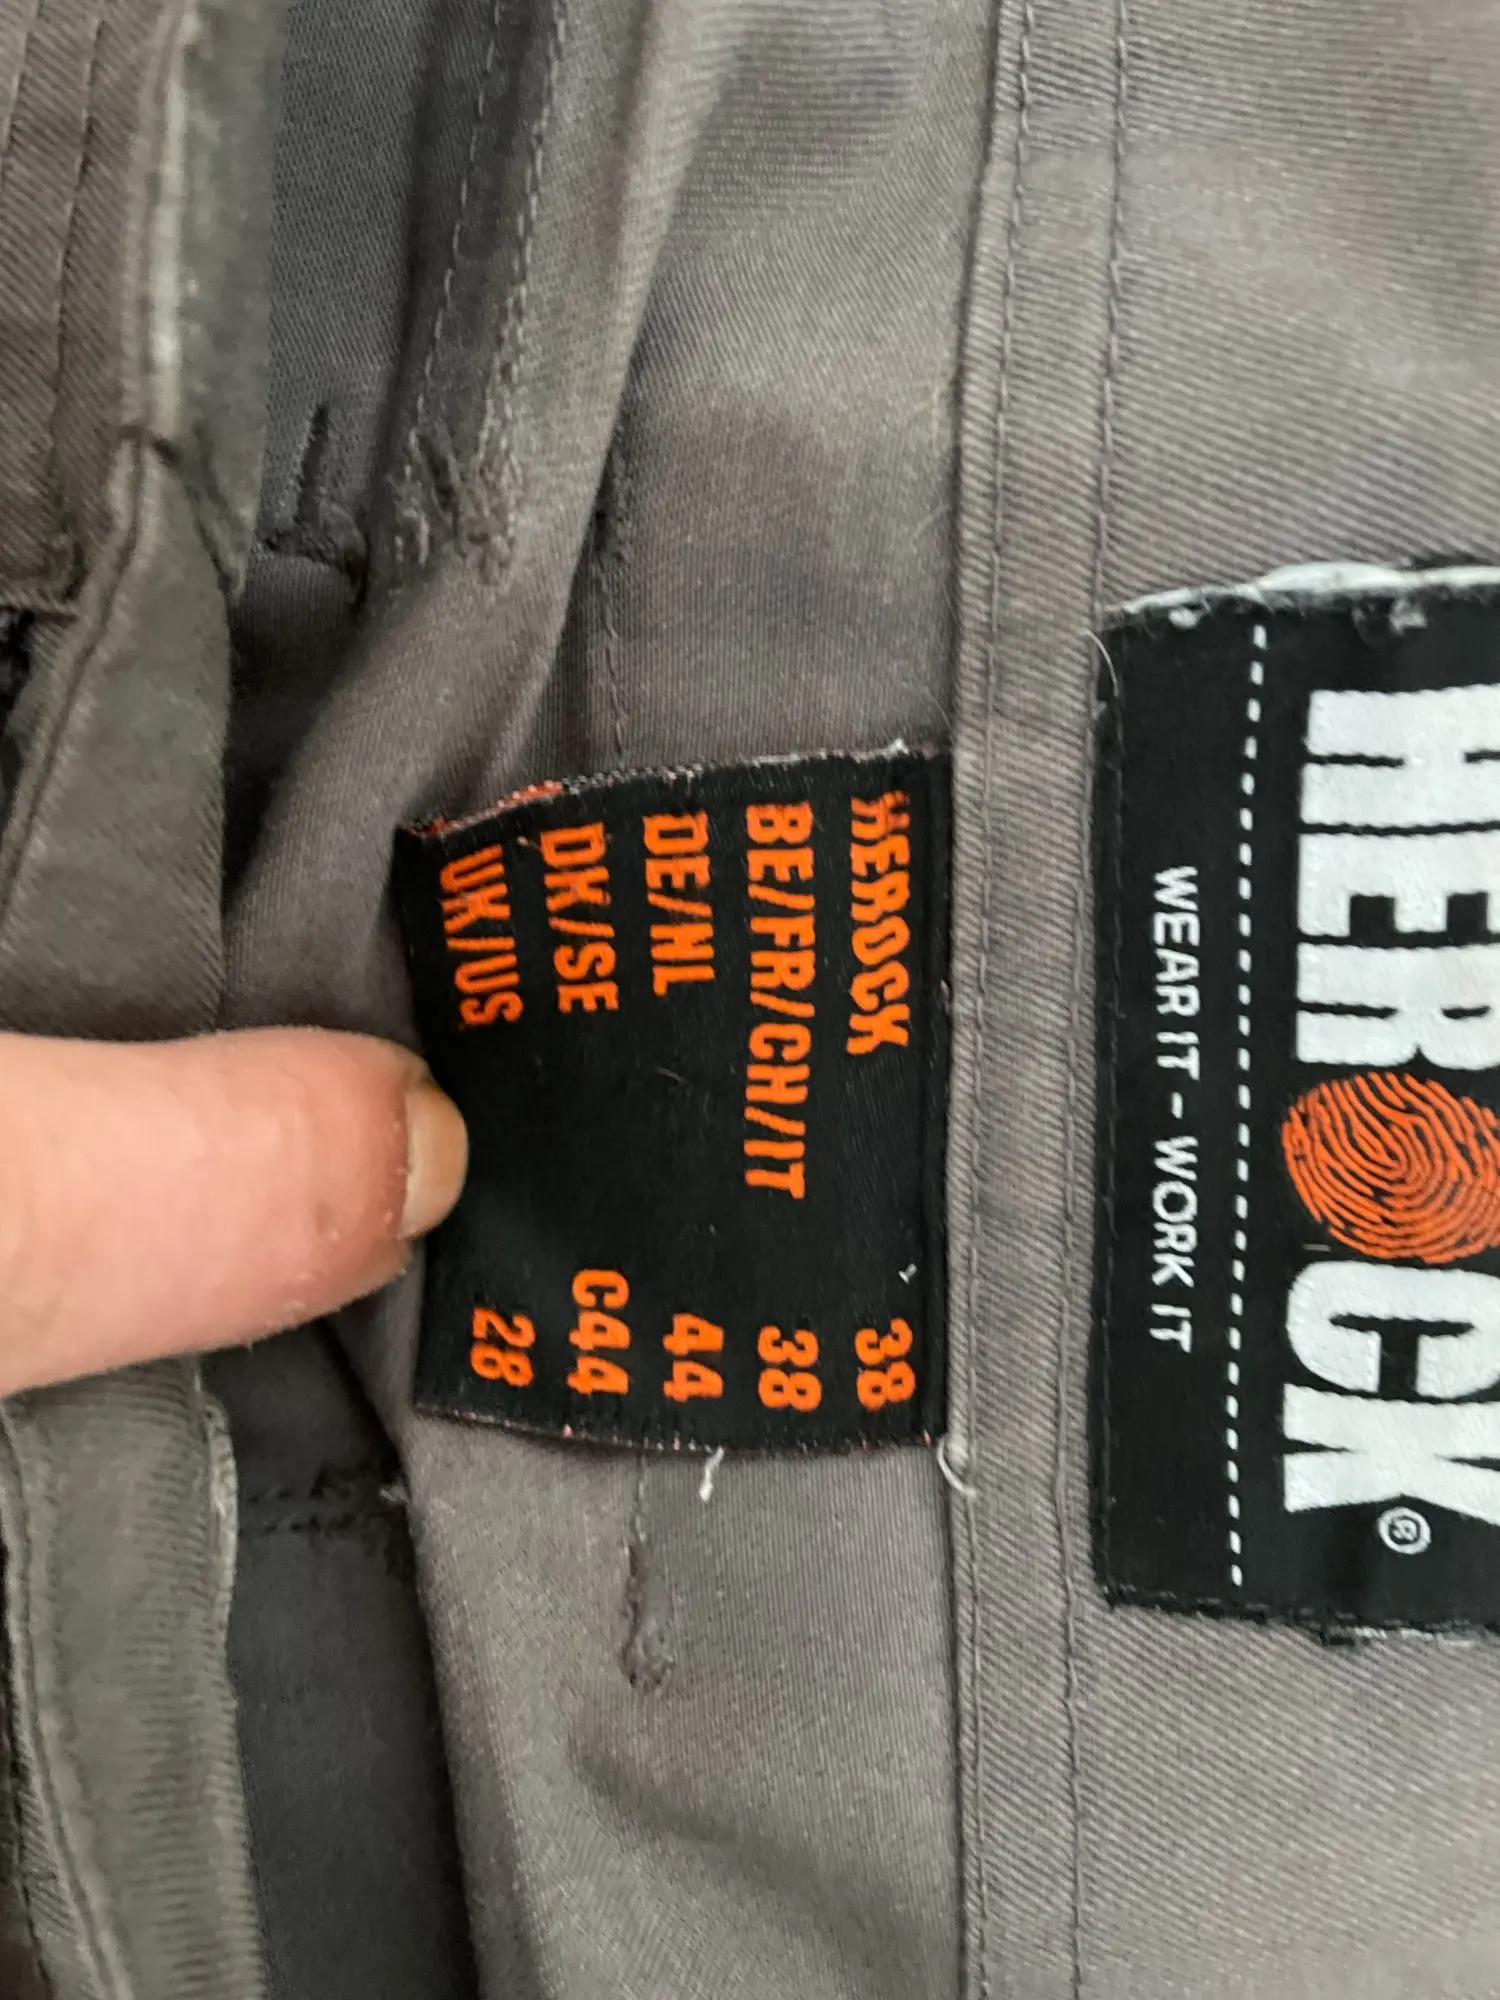 HEROCK®
WEAR IT - WORK IT
HEROCK 38
BE/FR/CH/IT 38
DE/NL 44
DK/SE C44
UK/US 28